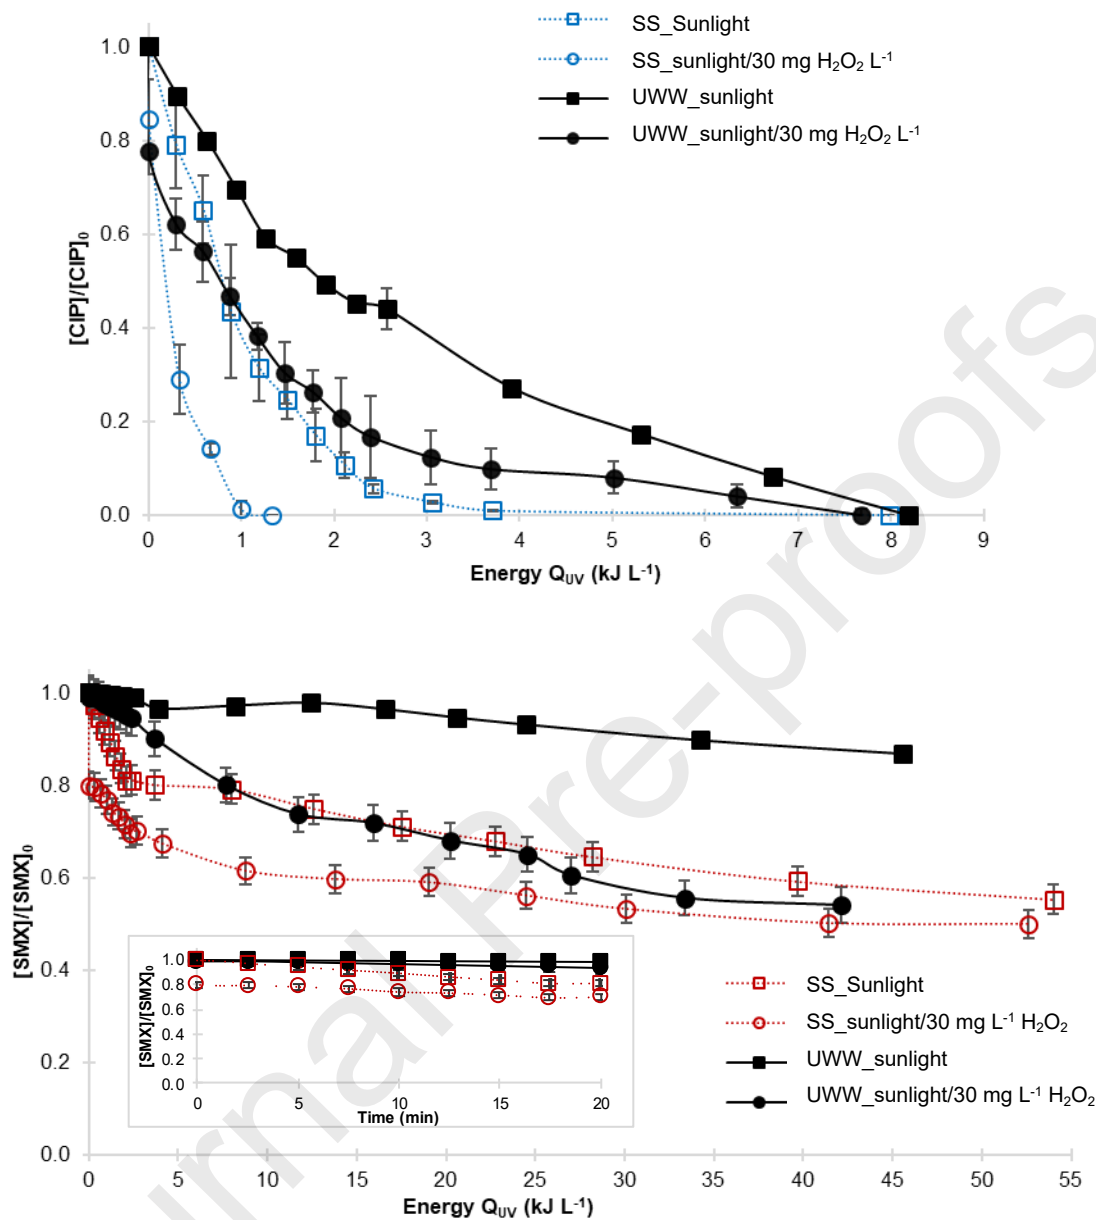 SS_Sunlight
SS_sunlight/30 mg H₂O₂ L⁻¹
UWW_sunlight
UWW_sunlight/30 mg H₂O₂ L⁻¹
[CIP]/[CIP]₀
1.0
0.8
0.6
0.4
0.2
0.0
0 1 2 3 4 5 6 7 8 9
Energy Q_UV (kJ L⁻¹)
[SMX]/[SMX]₀
1.0
0.8
0.6
0.4
0.2
0.0
[SMX]/[SMX]₀
1.0
0.8
0.6
0.4
0.2
0.0
0 5 10 15 20
Time (min)
SS_Sunlight
SS_sunlight/30 mg L⁻¹ H₂O₂
UWW_sunlight
UWW_sunlight/30 mg L⁻¹ H₂O₂
0 5 10 15 20 25 30 35 40 45 50 55
Energy Q_UV (kJ L⁻¹)
urnal Pre-proofs